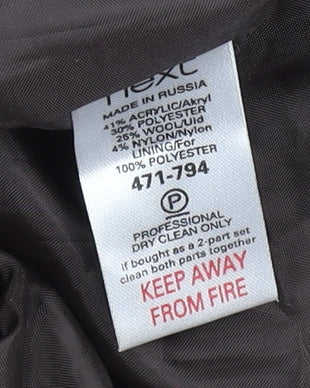 next
MADE IN RUSSIA
41% ACRYLIC/Akryl
30% POLYESTER
25% WOOL/Uld
4% NYLON/Nylon
LINING/For
100% POLYESTER
471-794
P
PROFESSIONAL
DRY CLEAN ONLY
If bought as a 2-part set
clean both parts together
KEEP AWAY
FROM FIRE